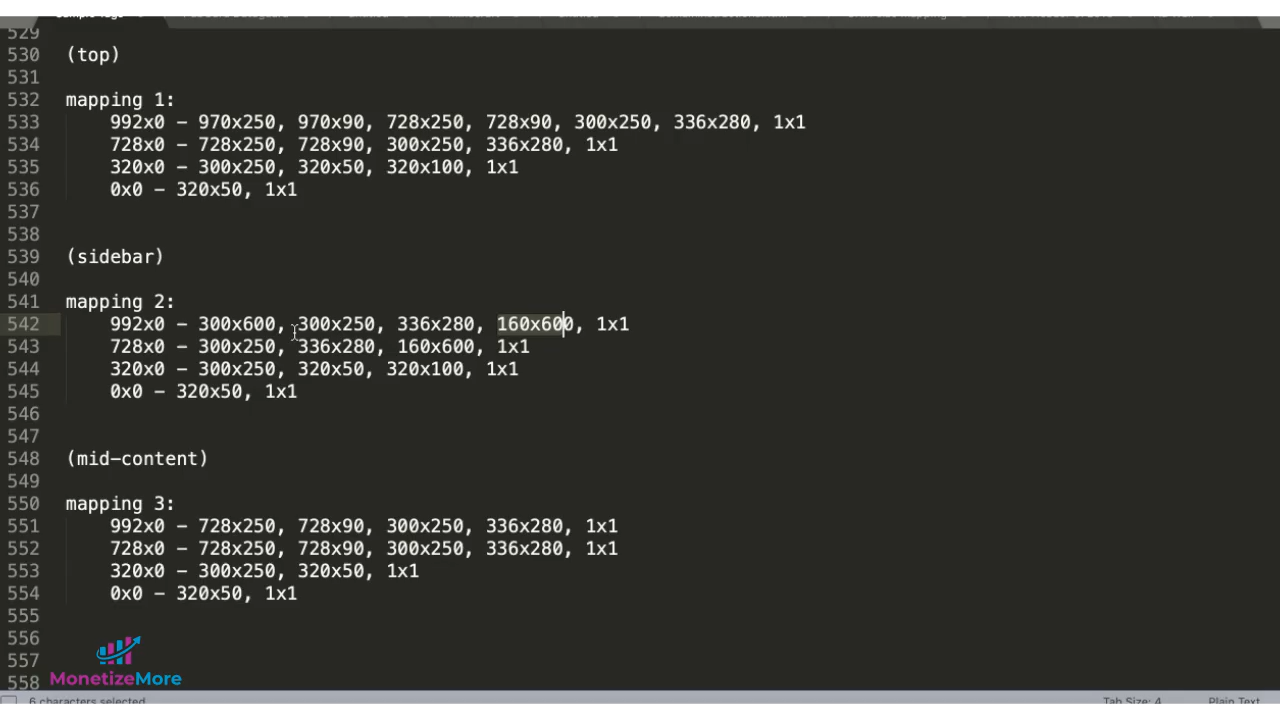 529
530 (top)
531
532 mapping 1:
533 992x0 – 970x250, 970x90, 728x250, 728x90, 300x250, 336x280, 1x1
534 728x0 – 728x250, 728x90, 300x250, 336x280, 1x1
535 320x0 – 300x250, 320x50, 320x100, 1x1
536 0x0 – 320x50, 1x1
537
538
539 (sidebar)
540
541 mapping 2:
542 992x0 – 300x600, 300x250, 336x280, 160x600, 1x1
543 728x0 – 300x250, 336x280, 160x600, 1x1
544 320x0 – 300x250, 320x50, 320x100, 1x1
545 0x0 – 320x50, 1x1
546
547
548 (mid–content)
549
550 mapping 3:
551 992x0 – 728x250, 728x90, 300x250, 336x280, 1x1
552 728x0 – 728x250, 728x90, 300x250, 336x280, 1x1
553 320x0 – 300x250, 320x50, 1x1
554 0x0 – 320x50, 1x1
555
556
557
MonetizeMore
558
6 characters selected
Tab Size: 4
Plain Text